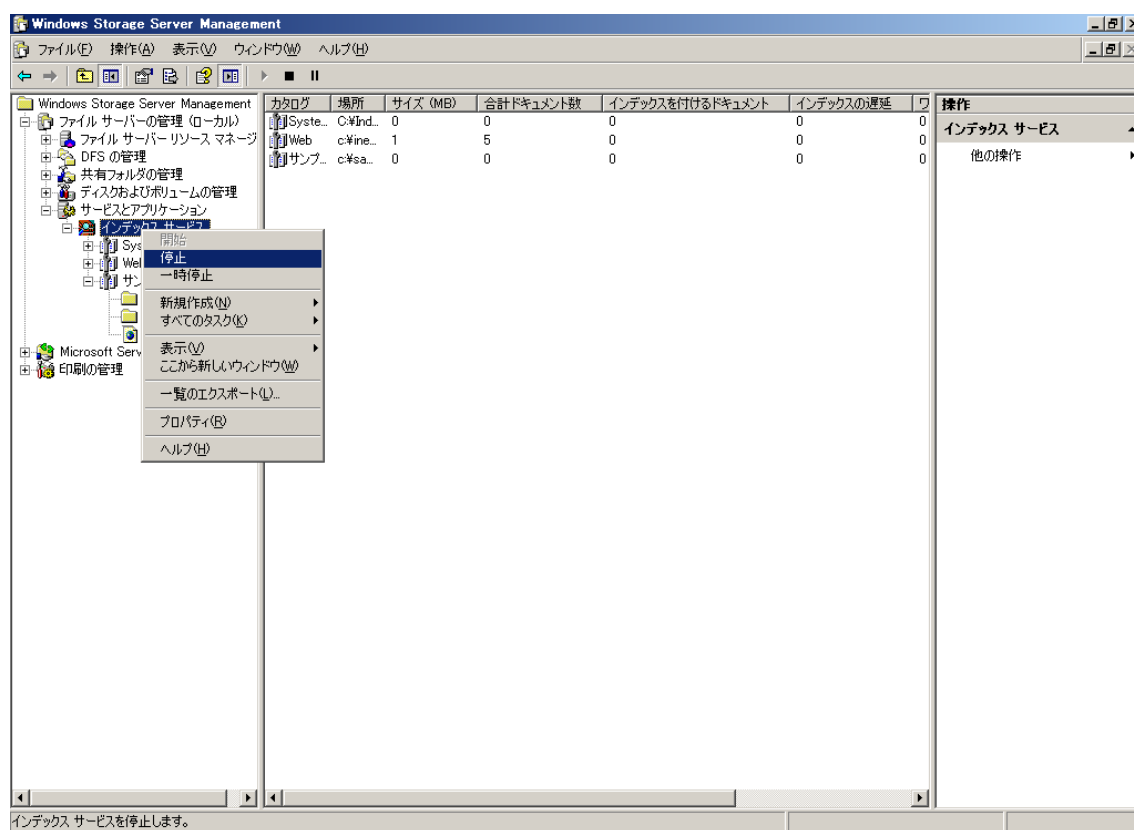 Windows Storage Server Management
ファイル(F) 操作(A) 表示(V) ウィンドウ(W) ヘルプ(H)
Windows Storage Server Management
ファイル サーバーの管理 (ローカル)
ファイル サーバー リソース マネージ
DFS の管理
共有フォルダの管理
ディスクおよびボリュームの管理
サービスとアプリケーション
インデックス サービス
Sys
Wel
サン
Microsoft Serv
印刷の管理
開始
停止
一時停止
新規作成(N)
すべてのタスク(K)
表示(V)
ここから新しいウィンドウ(W)
一覧のエクスポート(L)...
プロパティ(R)
ヘルプ(H)
カタログ 場所 サイズ (MB) 合計ドキュメント数 インデックスを付けるドキュメント インデックスの遅延 ワ
Syste... C:¥Ind... 0 0 0 0 0
Web c:¥ine... 1 5 0 0 0
サンプ... c:¥sa... 0 0 0 0 0
操作
インデックス サービス
他の操作
インデックス サービスを停止します。